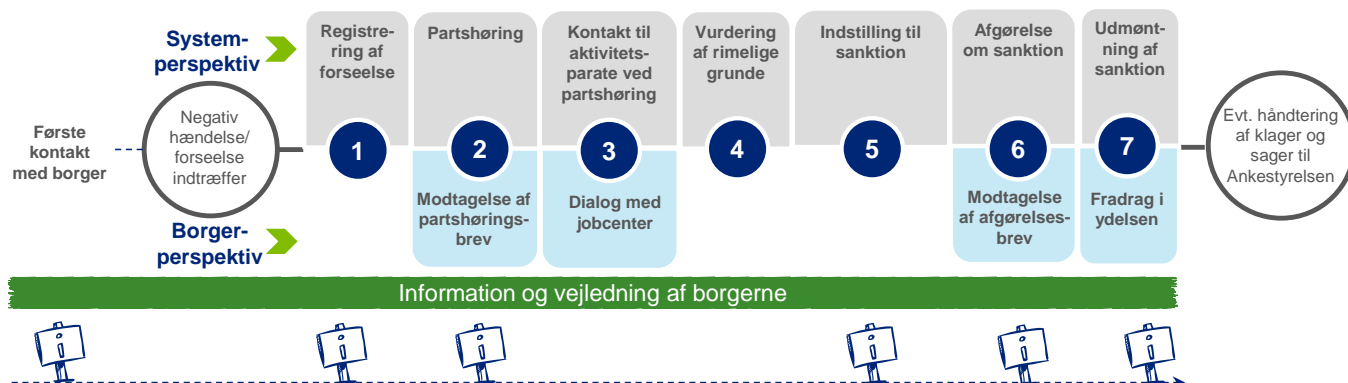 System-
perspektiv
Registre-
ring af
forseelse
Partshøring
Kontakt til
aktivitets-
parate ved
partshøring
Vurdering
af rimelige
grunde
Indstilling til
sanktion
Afgørelse
om sanktion
Udmønt-
ning af
sanktion
Første
kontakt
med borger
Negativ
hændelse/
forseelse
indtræffer
1
2
3
4
5
6
7
Evt. håndtering
af klager og
sager til
Ankestyrelsen
Borger-
perspektiv
Modtagelse af
partshørings-
brev
Dialog med
jobcenter
Modtagelse
af afgørelses-
brev
Fradrag i
ydelsen
Information og vejledning af borgerne
i
i
i
i
i
i